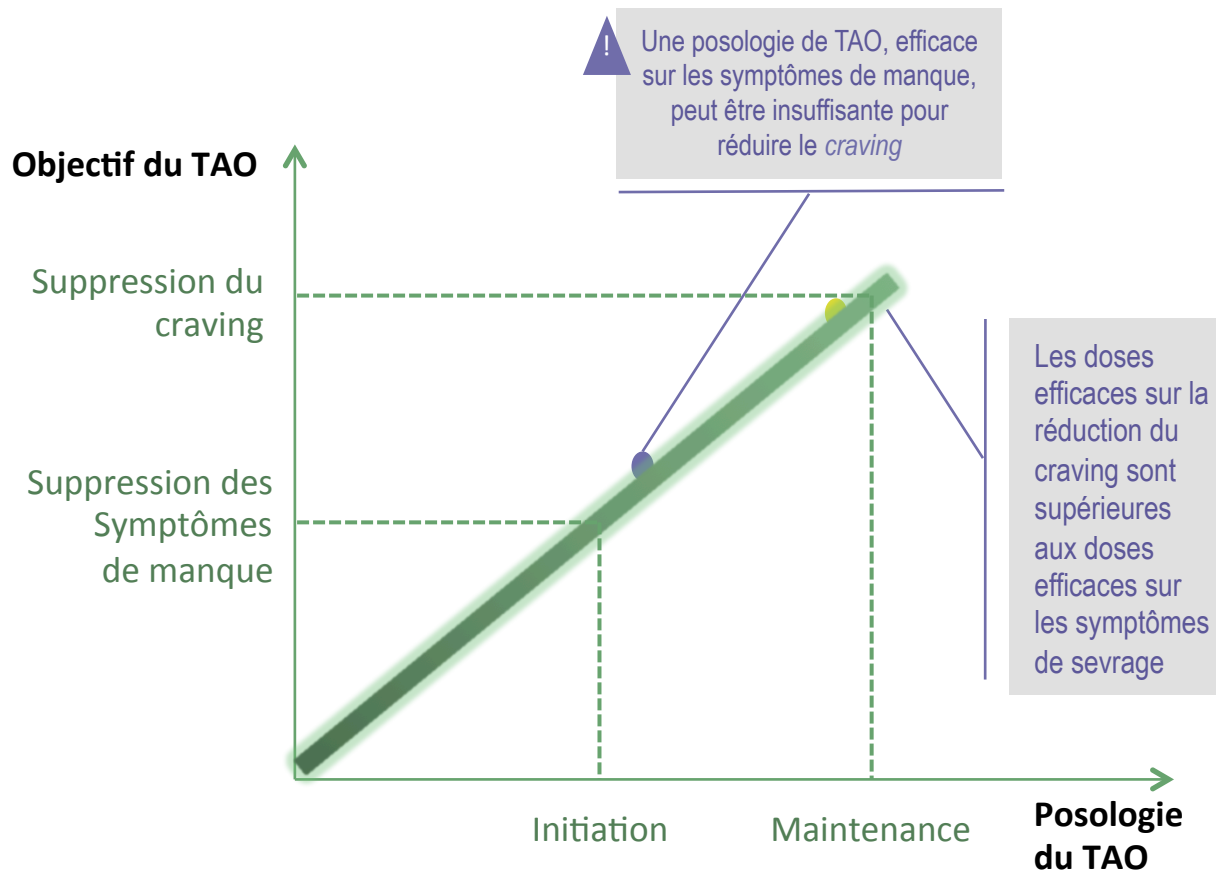 !
Une posologie de TAO, efficace
sur les symptômes de manque,
peut être insuffisante pour
réduire le craving
Objectif du TAO
Suppression du
craving
Suppression des
Symptômes
de manque
Les doses
efficaces sur la
réduction du
craving sont
supérieures
aux doses
efficaces sur
les symptômes
de sevrage
Initiation
Maintenance
Posologie
du TAO